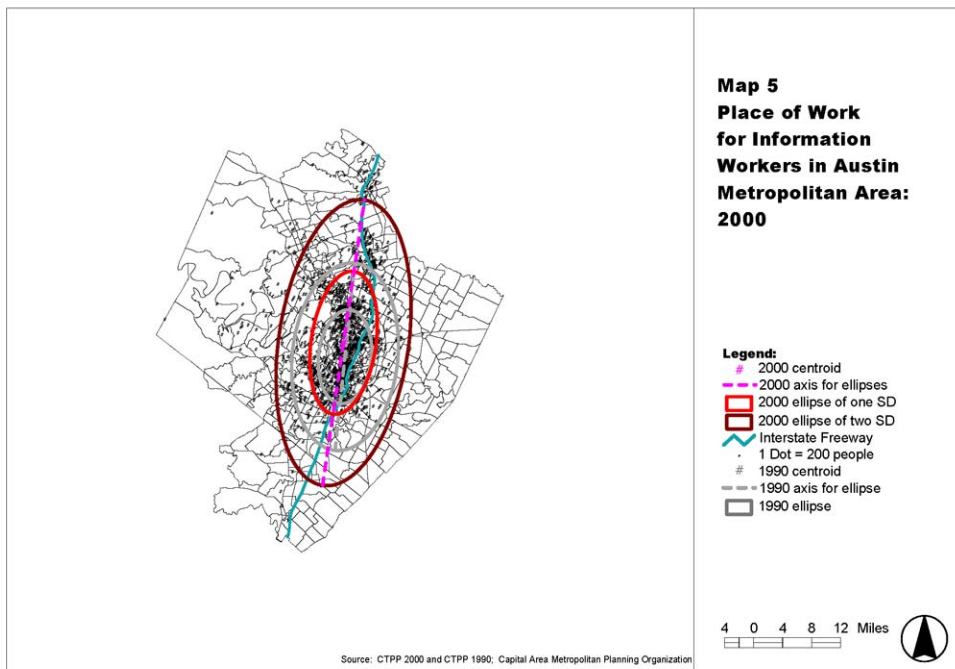 Map 5
Place of Work
for Information
Workers in Austin
Metropolitan Area:
2000
Legend:
# 2000 centroid
2000 axis for ellipses
2000 ellipse of one SD
2000 ellipse of two SD
Interstate Freeway
1 Dot = 200 people
# 1990 centroid
1990 axis for ellipse
1990 ellipse
4 0 4 8 12 Miles
Source: CTPP 2000 and CTPP 1990; Capital Area Metropolitan Planning Organization